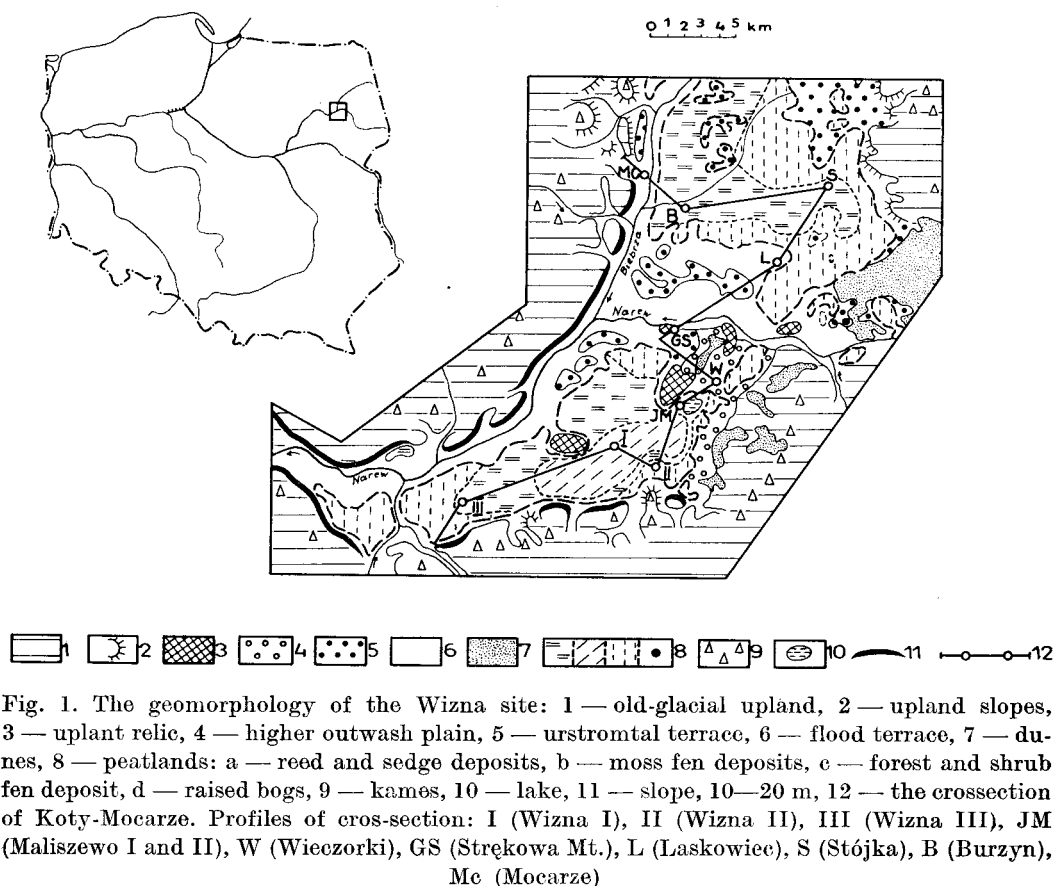 0 1 2 3 4 5 km
MC
S
B
Biebrza
L
Narew
GS
W
JM
I
II
Narew
III
1 2 3 4 5 6 7 8 9 10 11 12
Fig. 1. The geomorphology of the Wizna site: 1 — old-glacial upland, 2 — upland slopes,
3 — uplant relic, 4 — higher outwash plain, 5 — urstromtal terrace, 6 — flood terrace, 7 — du-
nes, 8 — peatlands: a — reed and sedge deposits, b — moss fen deposits, c — forest and shrub
fen deposit, d — raised bogs, 9 — kames, 10 — lake, 11 — slope, 10—20 m, 12 — the crossection
of Koty-Mocarze. Profiles of cros-section: I (Wizna I), II (Wizna II), III (Wizna III), JM
(Maliszewo I and II), W (Wieczorki), GS (Strękowa Mt.), L (Laskowiec), S (Stójka), B (Burzyn),
Mc (Mocarze)